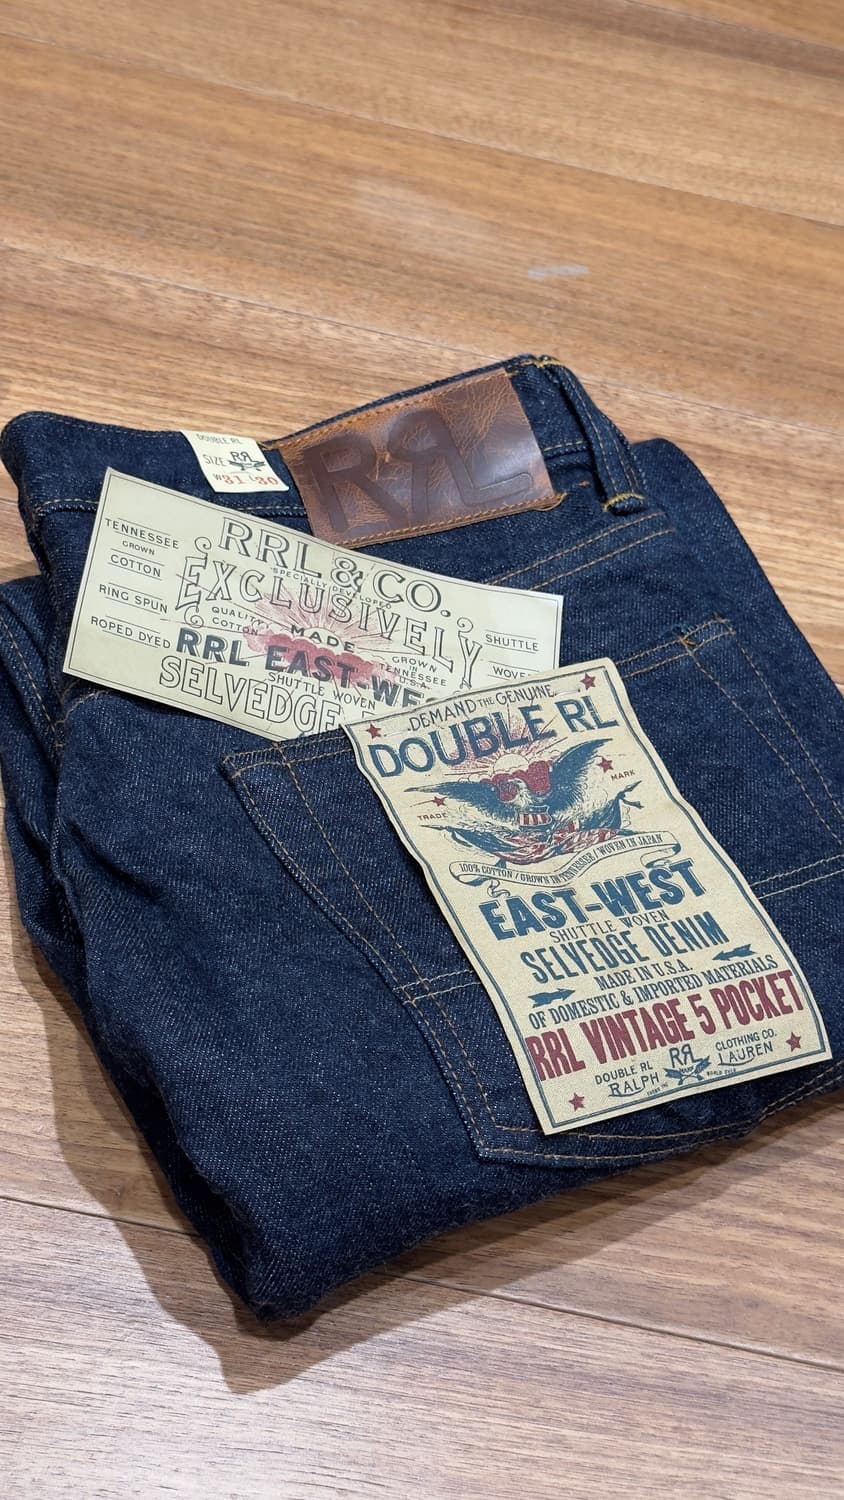 DOUBLE RL
SIZE RRL
W31 L30
RRL
TENNESSEE
GROWN
COTTON
RING SPUN
ROPED DYED
RRL & CO.
SPECIALLY DEVELOPED
EXCLUSIVELY
QUALITY
COTTON
MADE
GROWN
IN
TENNESSEE
U.S.A.
RRL EAST-WE
SHUTTLE WOVEN
SELVEDGE
SHUTTLE
WOVE
DEMAND THE GENUINE
DOUBLE RL
TRADE MARK
100% COTTON / GROWN IN TENNESSEE / WOVEN IN JAPAN
EAST-WEST
SHUTTLE WOVEN
SELVEDGE DENIM
MADE IN U.S.A.
OF DOMESTIC & IMPORTED MATERIALS
RRL VINTAGE 5 POCKET
DOUBLE RL RRL CLOTHING CO.
RALPH LAUREN